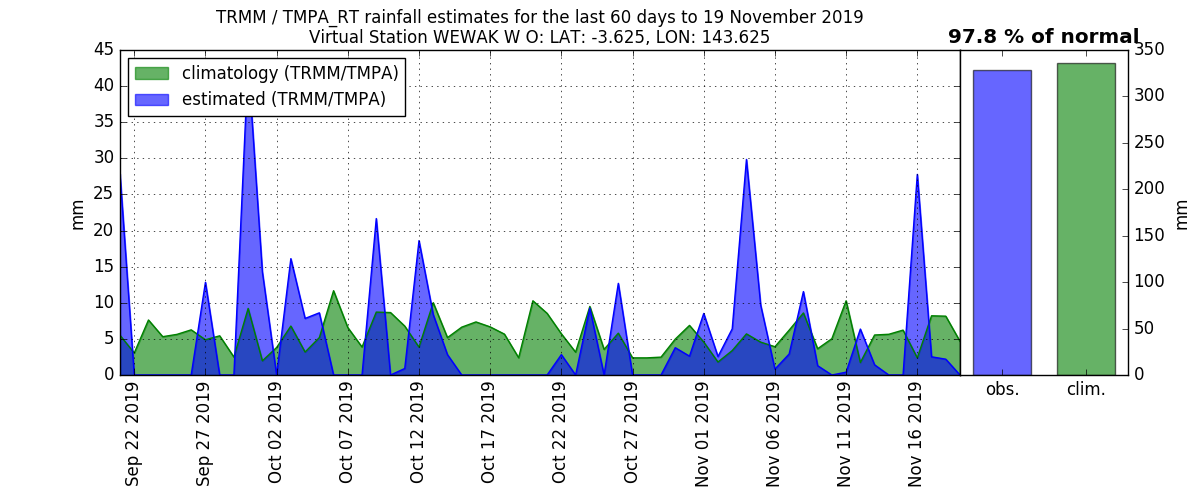 TRMM / TMPA_RT rainfall estimates for the last 60 days to 19 November 2019
Virtual Station WEWAK W O: LAT: -3.625, LON: 143.625
97.8 % of normal
climatology (TRMM/TMPA)
estimated (TRMM/TMPA)
45
40
35
30
25
20
15
10
5
0
mm
350
300
250
200
150
100
50
0
mm
obs.
clim.
Sep 22 2019
Sep 27 2019
Oct 02 2019
Oct 07 2019
Oct 12 2019
Oct 17 2019
Oct 22 2019
Oct 27 2019
Nov 01 2019
Nov 06 2019
Nov 11 2019
Nov 16 2019